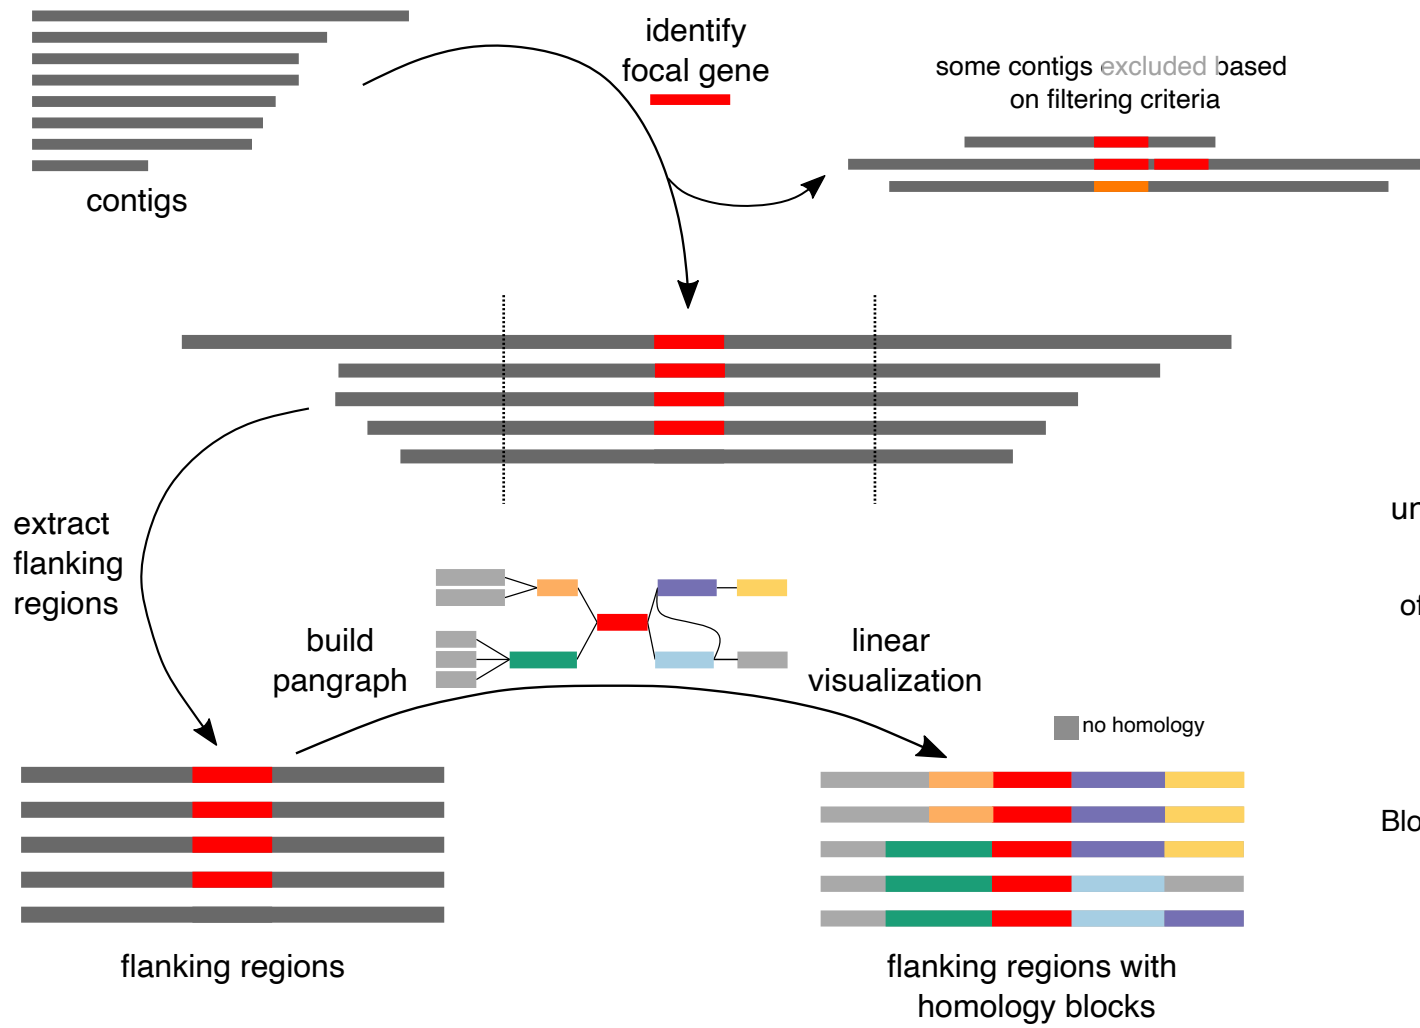 identify
focal gene
some contigs excluded based
on filtering criteria
contigs
extract
flanking
regions
build
pangraph
linear
visualization
no homology
flanking regions
flanking regions with
homology blocks